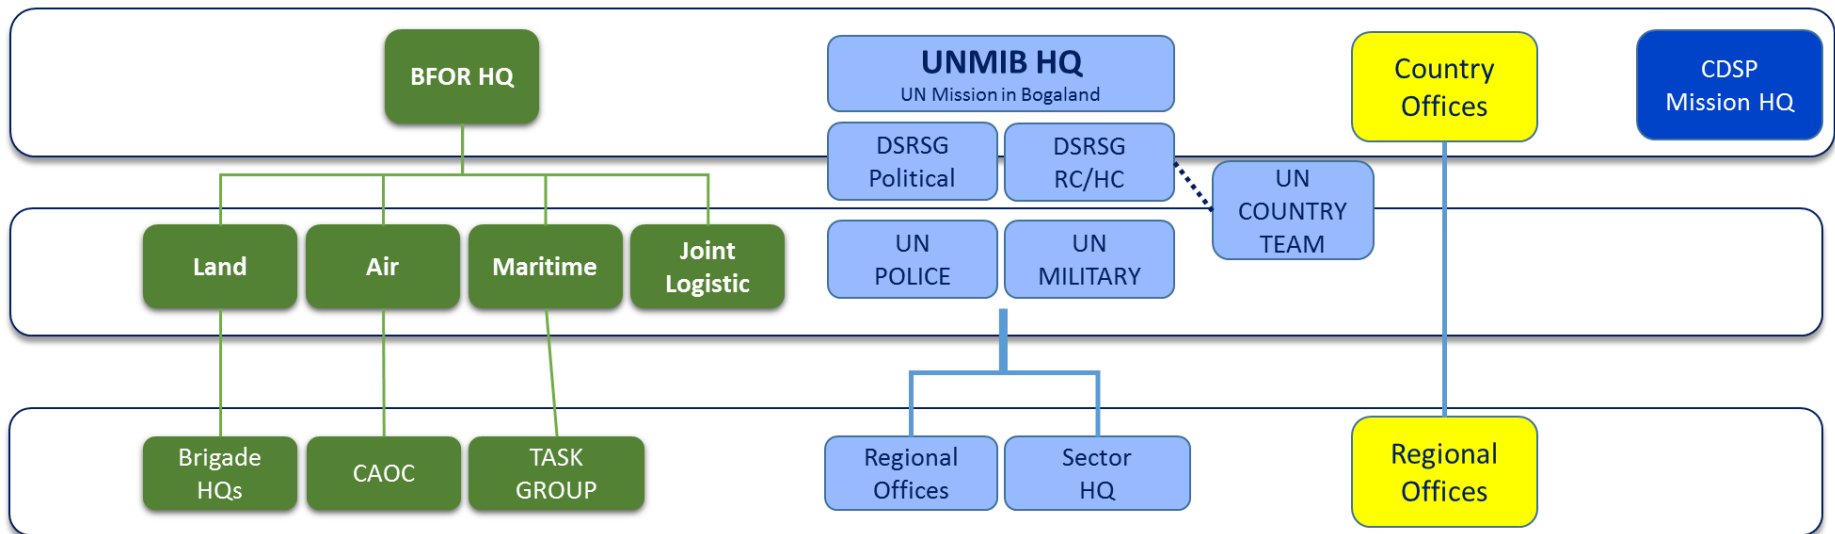 BFOR HQ
UNMIB HQ
UN Mission in Bogaland
Country
Offices
CDSP
Mission HQ
DSRSG
Political
DSRSG
RC/HC
UN
COUNTRY
TEAM
Land
Air
Maritime
Joint
Logistic
UN
POLICE
UN
MILITARY
Brigade
HQs
CAOC
TASK
GROUP
Regional
Offices
Sector
HQ
Regional
Offices